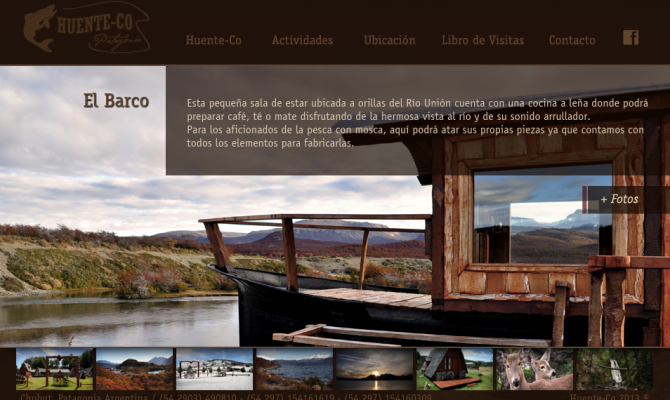 HUENTE-CO
Patagonia
Huente-Co Actividades Ubicación Libro de Visitas Contacto
El Barco
Esta pequeña sala de estar ubicada a orillas del Río Unión cuenta con una cocina a leña donde podrá
preparar café, té o mate disfrutando de la hermosa vista al río y de su sonido arrullador.
Para los aficionados de la pesca con mosca, aquí podrá atar sus propias piezas ya que contamos con
todos los elementos para fabricarlas.
+ Fotos
Chubut, Patagonia Argentina / (54 2903) 490810 - (54 297) 154161619 - (54 297) 154160309
Huente-Co 2013 ®